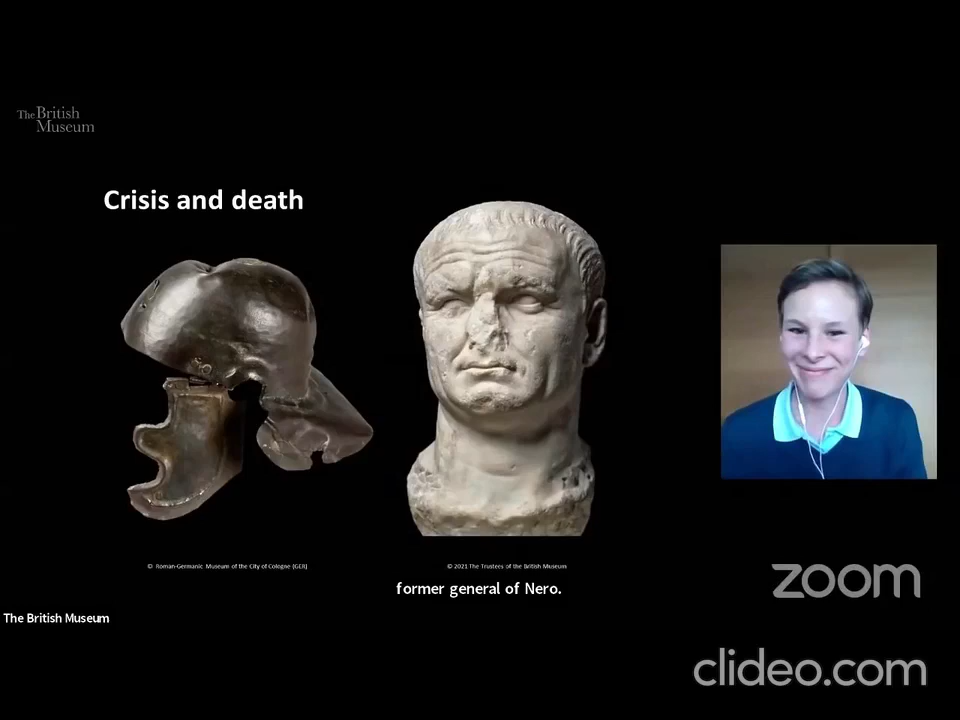 The British
Museum
Crisis and death
© Roman-Germanic Museum of the City of Cologne (GER)
© 2021 The Trustees of the British Museum
former general of Nero.
The British Museum
zoom
clideo.com